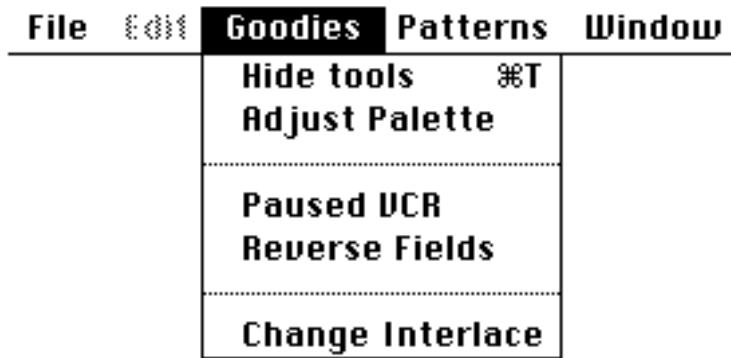 File Edit Goodies Patterns Window
Hide tools ⌘T
Adjust Palette
Paused VCR
Reverse Fields
Change Interlace